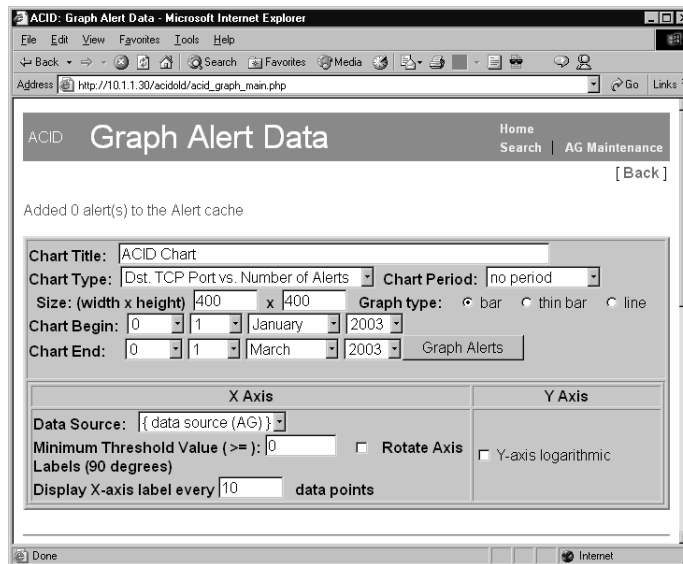 ACID: Graph Alert Data - Microsoft Internet Explorer
File Edit View Favorites Tools Help
Back Search Favorites Media
Address http://10.1.1.30/acidold/acid_graph_main.php Go Links
ACID Graph Alert Data
Home
Search | AG Maintenance
[ Back ]
Added 0 alert(s) to the Alert cache
Chart Title: ACID Chart
Chart Type: Dst. TCP Port vs. Number of Alerts Chart Period: no period
Size: (width x height) 400 x 400 Graph type: bar thin bar line
Chart Begin: 0 1 January 2003
Chart End: 0 1 March 2003 Graph Alerts
X Axis Y Axis
Data Source: { data source (AG) }
Minimum Threshold Value ( >= ): 0 Rotate Axis
Labels (90 degrees)
Y-axis logarithmic
Display X-axis label every 10 data points
Done Internet